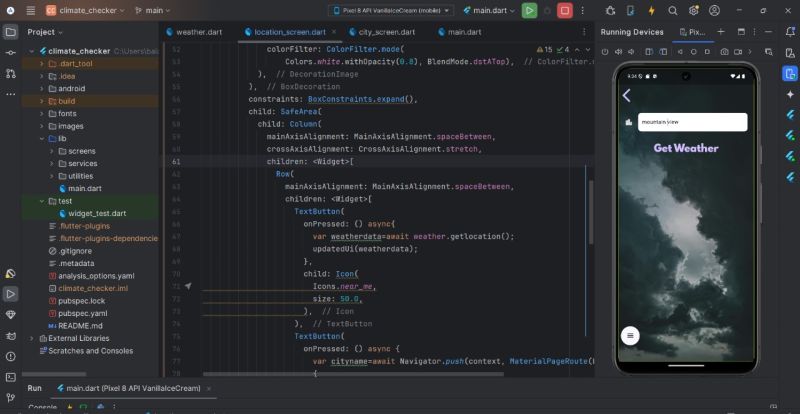 CC climate_checker main Pixel 8 API VanillaIceCream (mobile) main.dart
Project
weather.dart location_screen.dart city_screen.dart main.dart
Running Devices Pix...
climate_checker
.dart_tool
.idea
android
build
fonts
images
lib
screens
services
utilities
main.dart
test
widget_test.dart
.flutter-plugins
.flutter-plugins-dependencie
.gitignore
.metadata
analysis_options.yaml
climate_checker.iml
pubspec.lock
pubspec.yaml
README.md
External Libraries
Scratches and Consoles
15 4
52 colorFilter: ColorFilter.mode(
53 Colors.white.withOpacity(0.8), BlendMode.dstATop), // ColorFilter.
54 ), // DecorationImage
55 ), // BoxDecoration
56 constraints: BoxConstraints.expand(),
57 child: SafeArea(
58 child: Column(
59 mainAxisAlignment: MainAxisAlignment.spaceBetween,
60 crossAxisAlignment: CrossAxisAlignment.stretch,
61 children: <Widget>[
62 Row(
63 mainAxisAlignment: MainAxisAlignment.spaceBetween,
64 children: <Widget>[
65 TextButton(
66 onPressed: () async{
67 var weatherdata=await weather.getlocation();
68 updatedUi(weatherdata);
69 },
70 child: Icon(
71 Icons.near_me,
72 size: 50.0,
73 ), // Icon
74 ), // TextButton
75 TextButton(
76 onPressed: () async {
77 var cityname=await Navigator.push(context, MaterialPageRoute(
78 {
9:34
mountain view
Get Weather
Run main.dart (Pixel 8 API VanillaIceCream)
Console